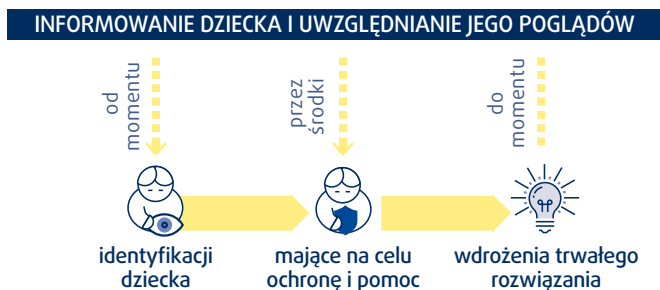 INFORMOWANIE DZIECKA I UWZGLĘDNIANIE JEGO POGLĄDÓW
od
momentu
przez
środki
do
momentu
identyfikacji
dziecka
mające na celu
ochronę i pomoc
wdrożenia trwałego
rozwiązania